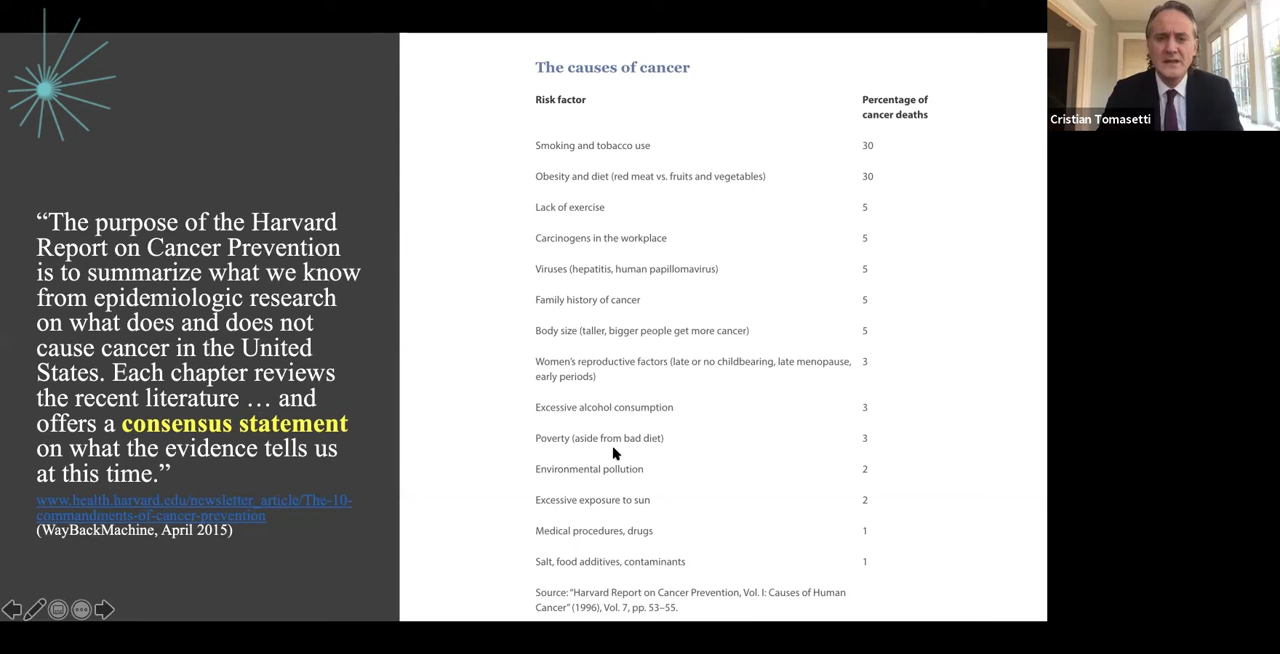 “The purpose of the Harvard
Report on Cancer Prevention
is to summarize what we know
from epidemiologic research
on what does and does not
cause cancer in the United
States. Each chapter reviews
the recent literature … and
offers a consensus statement
on what the evidence tells us
at this time.”
www.health.harvard.edu/newsletter_article/The-10-
commandments-of-cancer-prevention
(WayBackMachine, April 2015)
The causes of cancer
Risk factor Percentage of
cancer deaths
Smoking and tobacco use 30
Obesity and diet (red meat vs. fruits and vegetables) 30
Lack of exercise 5
Carcinogens in the workplace 5
Viruses (hepatitis, human papillomavirus) 5
Family history of cancer 5
Body size (taller, bigger people get more cancer) 5
Women’s reproductive factors (late or no childbearing, late menopause, 3
early periods)
Excessive alcohol consumption 3
Poverty (aside from bad diet) 3
Environmental pollution 2
Excessive exposure to sun 2
Medical procedures, drugs 1
Salt, food additives, contaminants 1
Source: “Harvard Report on Cancer Prevention, Vol. I: Causes of Human
Cancer” (1996), Vol. 7, pp. 53–55.
Cristian Tomasetti